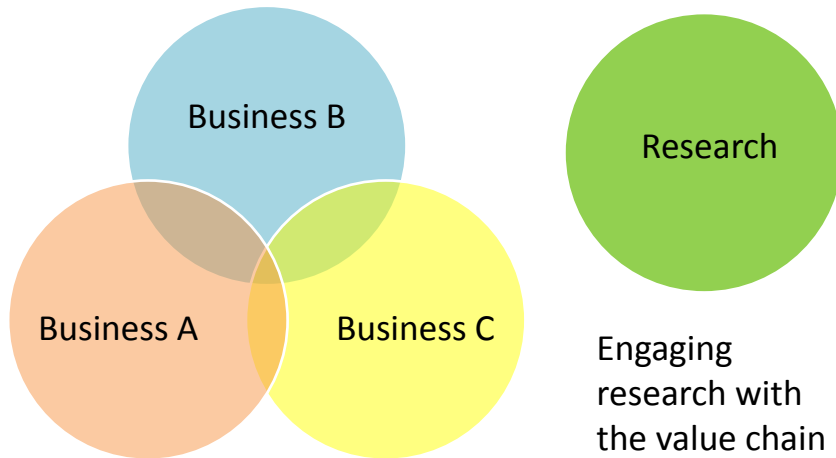 Business B
Research
Business A
Business C
Engaging
research with
the value chain